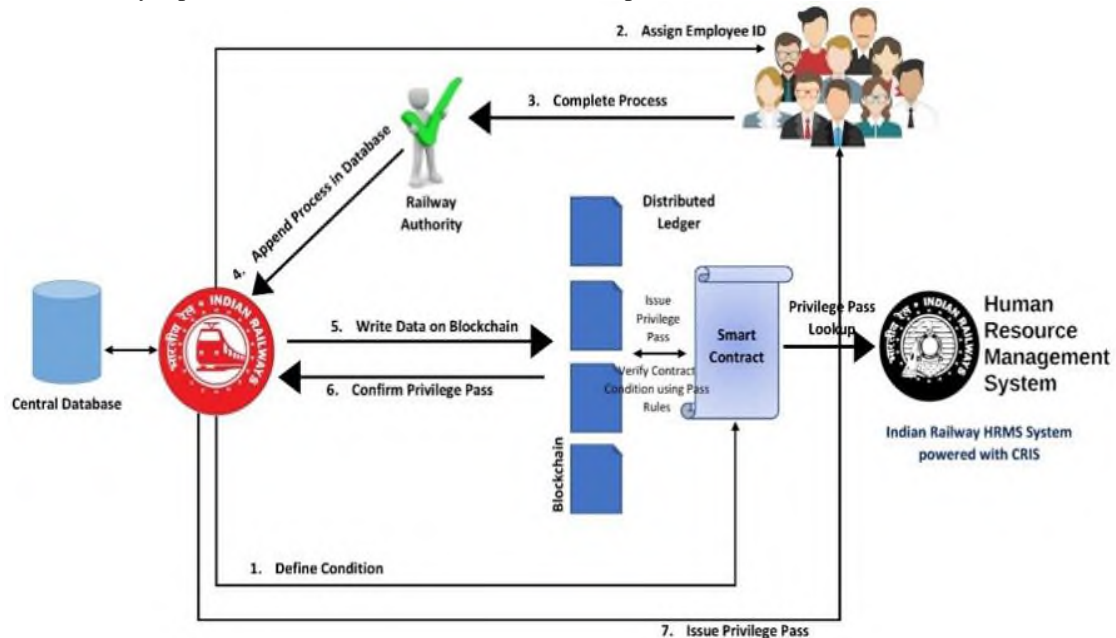 2. Assign Employee ID
3. Complete Process
Railway
Authority
4. Append Process in Database
Distributed
Ledger
Central Database
भारतीय रेल • INDIAN RAILWAYS
5. Write Data on Blockchain
6. Confirm Privilege Pass
Issue
Privilege
Pass
Verify Contract
Condition using Pass
Rules
Blockchain
Smart
Contract
Privilege Pass
Lookup
भारतीय रेल INDIAN RAILWAYS
Human
Resource
Management
System
Indian Railway HRMS System
powered with CRIS
1. Define Condition
7. Issue Privilege Pass